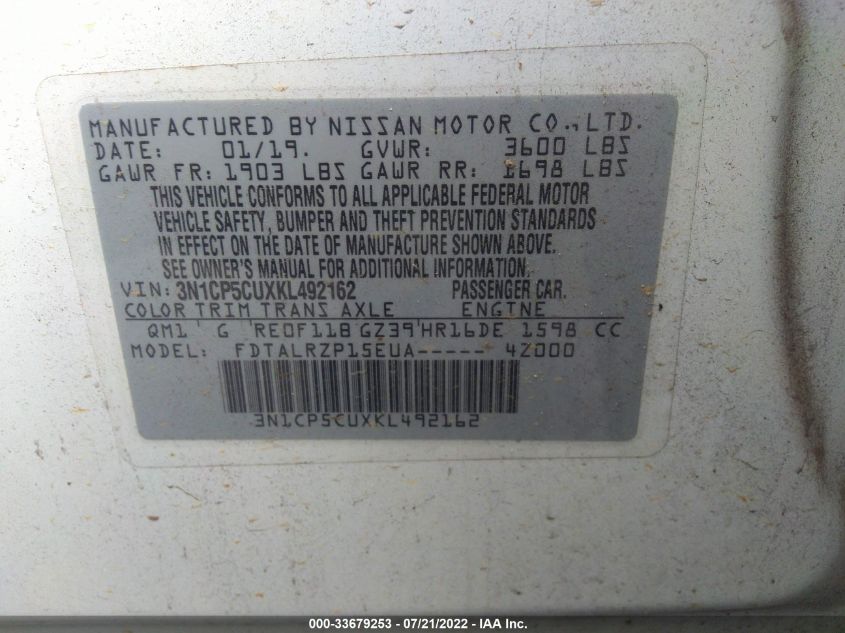 MANUFACTURED BY NISSAN MOTOR CO.,LTD.
DATE: 01/19. GVWR: 3600 LBS
GAWR FR: 1903 LBS GAWR RR: 1698 LBS
THIS VEHICLE CONFORMS TO ALL APPLICABLE FEDERAL MOTOR
VEHICLE SAFETY, BUMPER AND THEFT PREVENTION STANDARDS
IN EFFECT ON THE DATE OF MANUFACTURE SHOWN ABOVE.
SEE OWNER'S MANUAL FOR ADDITIONAL INFORMATION.
VIN: 3N1CP5CUXKL492162 PASSENGER CAR.
COLOR TRIM TRANS AXLE ENGINE
QM1 G RE0F11B GZ39 HR16DE 1598 CC
MODEL: FDTALRZP15EUA----- 42000
3N1CP5CUXKL492162
000-33679253 - 07/21/2022 - IAA Inc.